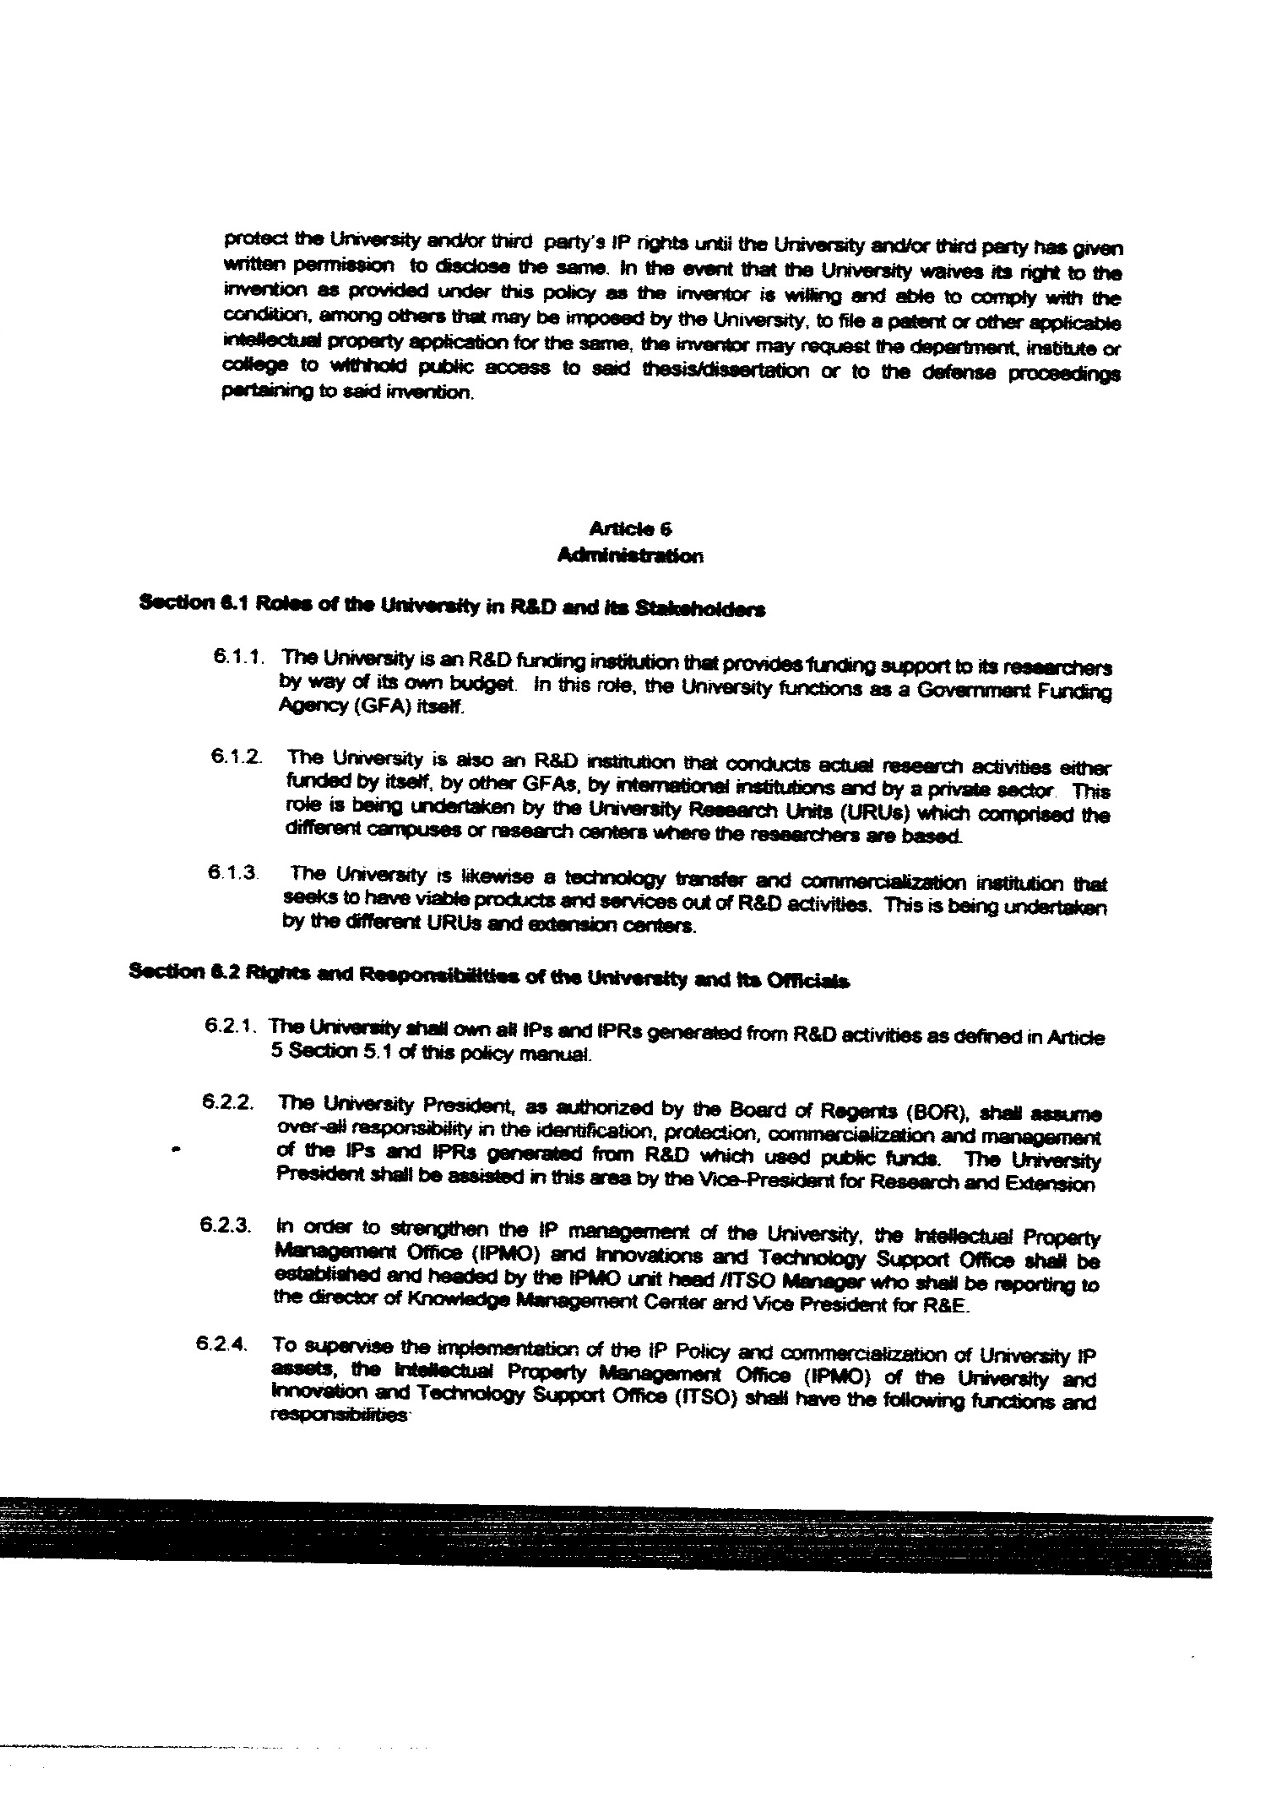 protect the University and/or third party's IP rights until the University and/or third party has given
written permission to disclose the same. In the event that the University waives its right to the
invention as provided under this policy as the inventor is willing and able to comply with the
condition, among others that may be imposed by the University, to file a patent or other applicable
intellectual property application for the same, the inventor may request the department, institute or
college to withhold public access to said thesis/dissertation or to the defense proceedings
pertaining to said invention.
Article 6
Administration
Section 6.1 Roles of the University in R&D and its Stakeholders
6.1.1. The University is an R&D funding institution that provides funding support to its researchers
by way of its own budget. In this role, the University functions as a Government Funding
Agency (GFA) itself.
6.1.2. The University is also an R&D institution that conducts actual research activities either
funded by itself, by other GFAs, by international institutions and by a private sector. This
role is being undertaken by the University Research Units (URUs) which comprised the
different campuses or research centers where the researchers are based.
6.1.3. The University is likewise a technology transfer and commercialization institution that
seeks to have viable products and services out of R&D activities. This is being undertaken
by the different URUs and extension centers.
Section 6.2 Rights and Responsibilities of the University and its Officials
6.2.1. The University shall own all IPs and IPRs generated from R&D activities as defined in Article
5 Section 5.1 of this policy manual.
6.2.2. The University President, as authorized by the Board of Regents (BOR), shall assume
over-all responsibility in the identification, protection, commercialization and management
of the IPs and IPRs generated from R&D which used public funds. The University
President shall be assisted in this area by the Vice-President for Research and Extension
6.2.3. In order to strengthen the IP management of the University, the Intellectual Property
Management Office (IPMO) and Innovations and Technology Support Office shall be
established and headed by the IPMO unit head /ITSO Manager who shall be reporting to
the director of Knowledge Management Center and Vice President for R&E.
6.2.4. To supervise the implementation of the IP Policy and commercialization of University IP
assets, the Intellectual Property Management Office (IPMO) of the University and
Innovation and Technology Support Office (ITSO) shall have the following functions and
responsibilities: